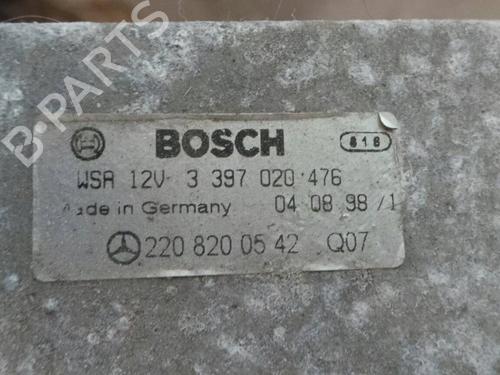 BOSCH 818
WSA 12V 3 397 020 476
Made in Germany 04 08 98 /1
220 820 05 42 Q07
B-PARTS